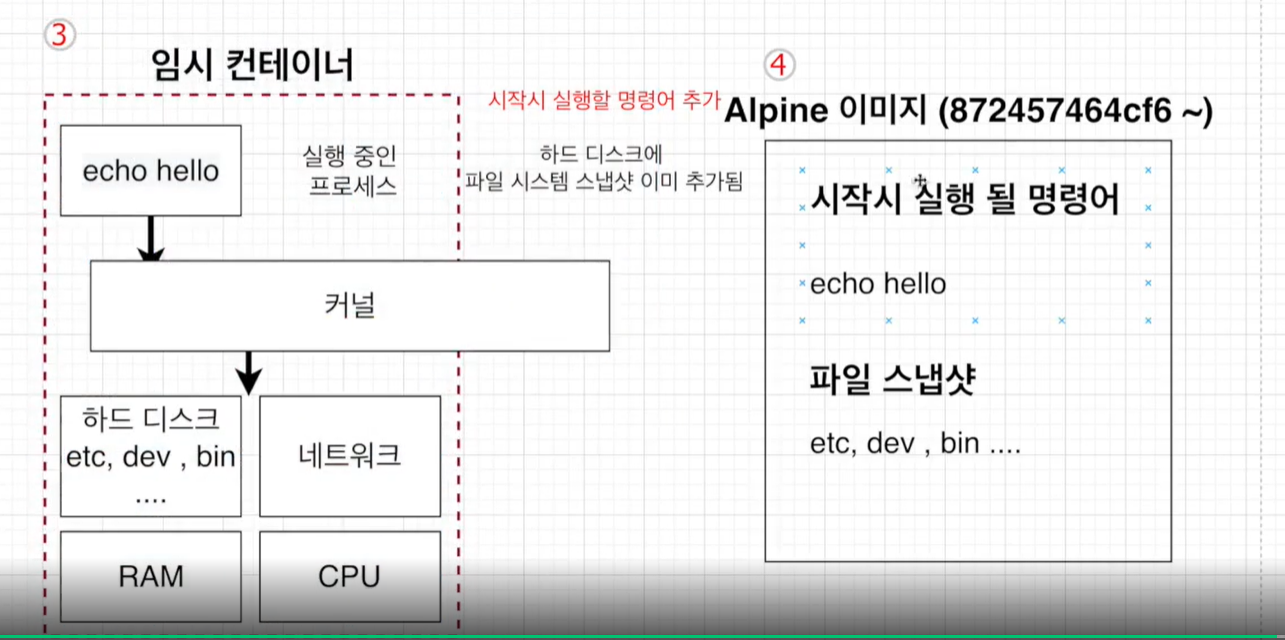 ③
임시 컨테이너
echo hello
실행 중인
프로세스
시작시 실행할 명령어 추가
하드 디스크에
파일 시스템 스냅샷 이미 추가됨
커널
하드 디스크
etc, dev , bin
....
네트워크
RAM
CPU
④
Alpine 이미지 (872457464cf6 ~)
시작시 실행 될 명령어
echo hello
파일 스냅샷
etc, dev , bin ....